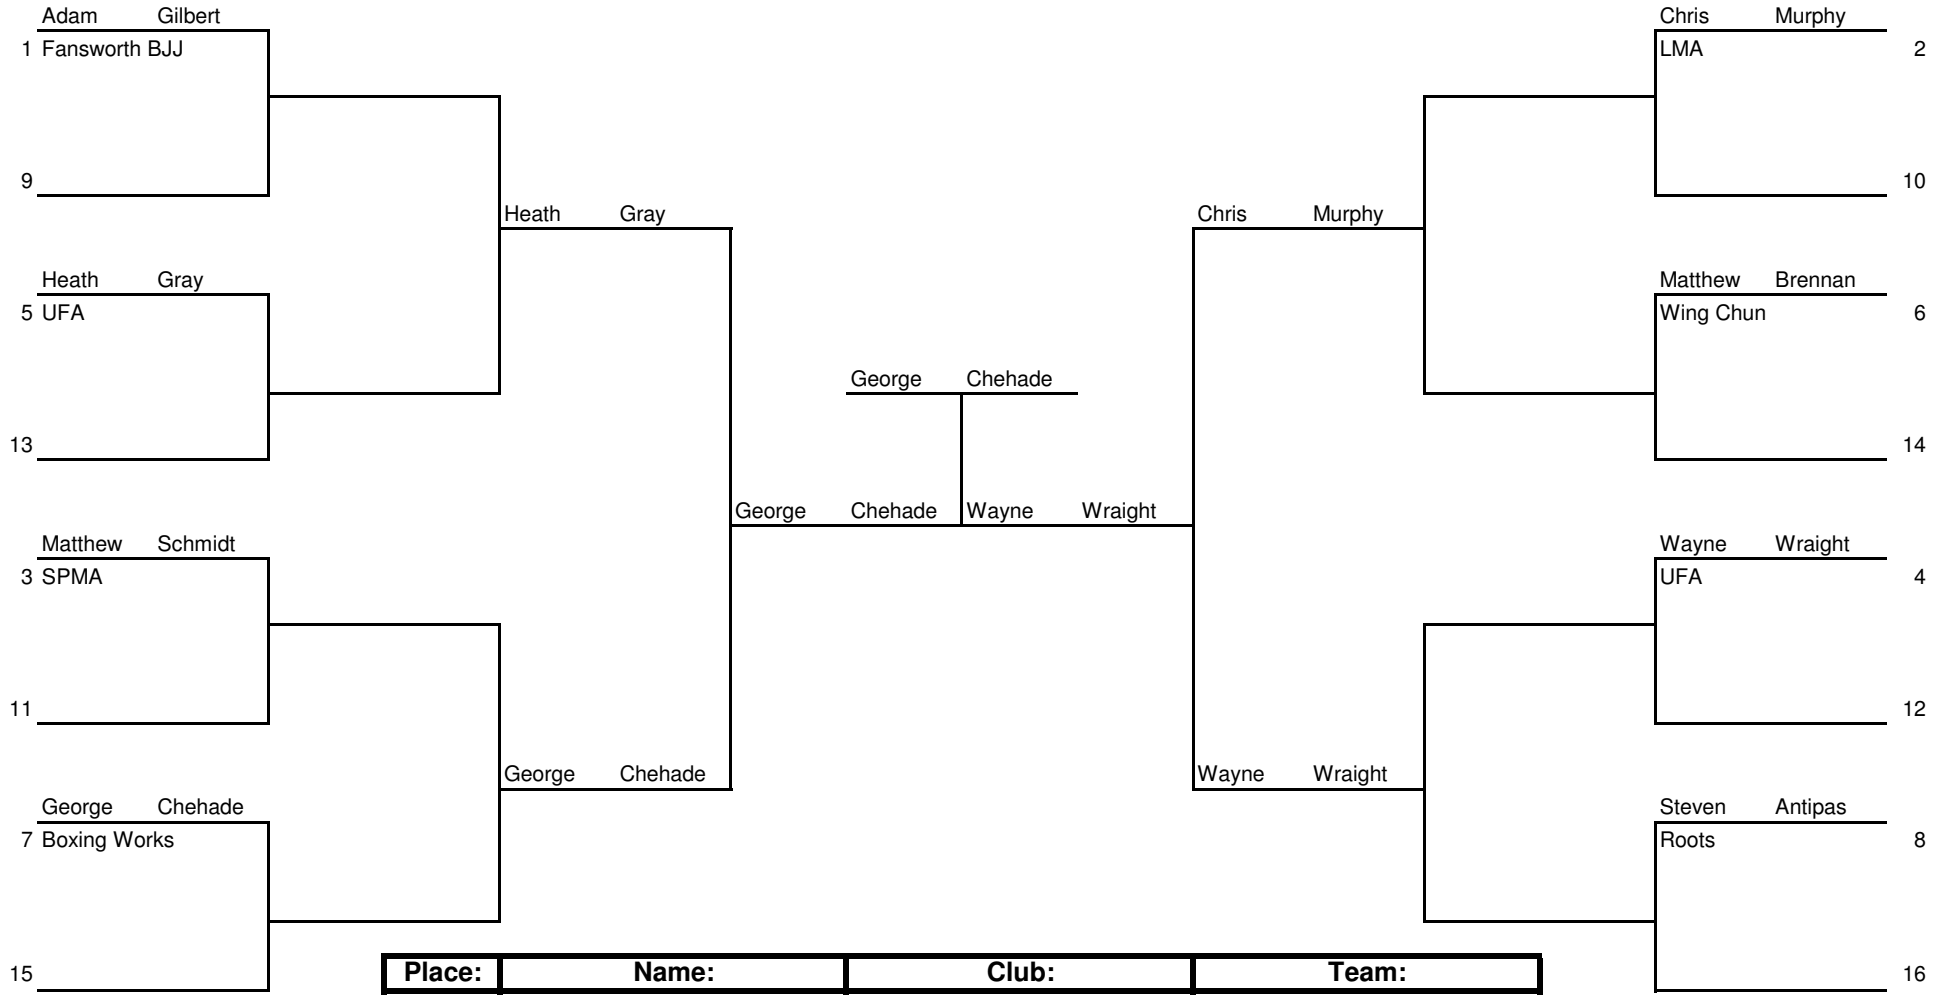 Adam Gilbert
1 Fansworth BJJ
9
Heath Gray
5 UFA
13
Matthew Schmidt
3 SPMA
11
George Chehade
7 Boxing Works
15
Heath Gray
George Chehade
George Chehade
George Chehade
Wayne Wraight
Chris Murphy
Wayne Wraight
Chris Murphy
LMA 2
10
Matthew Brennan
Wing Chun 6
14
Wayne Wraight
UFA 4
12
Steven Antipas
Roots 8
16
Place: Name: Club: Team: